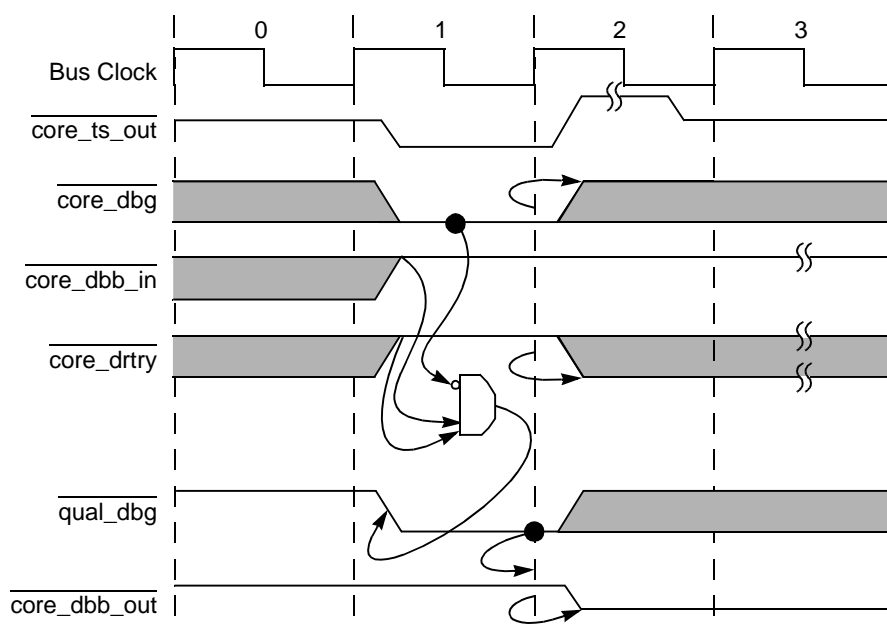 0 1 2 3
Bus Clock
core_ts_out
core_dbg
core_dbb_in
core_drtry
qual_dbg
core_dbb_out